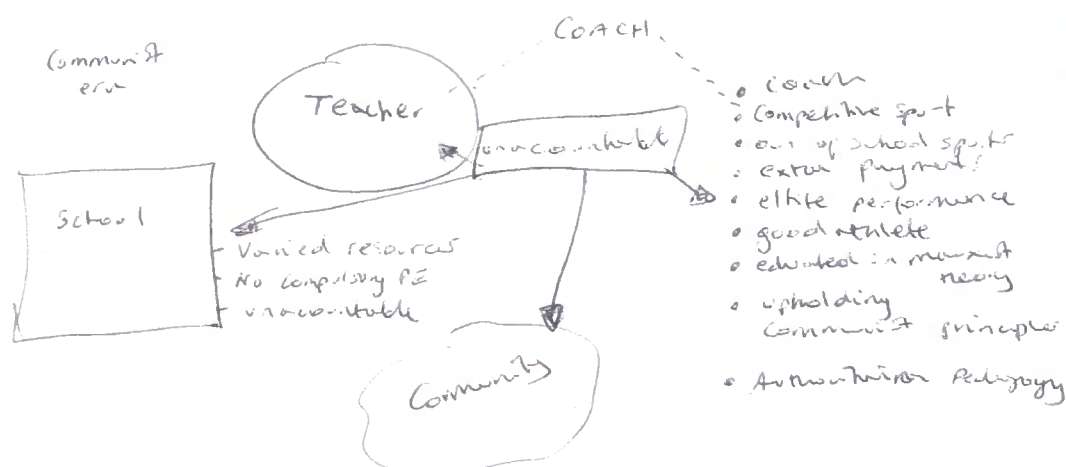 COACH
Communist
era
Teacher
unaccountable
School
- Varied resources
- No compulsory PE
- unaccountable
Community
• coach
• Competitive sport
• out of school sports
• extra payment!
• elite performance
• good athlete
• educated in marxist
theory
• upholding
communist principles
• Authoritarian Pedagogy